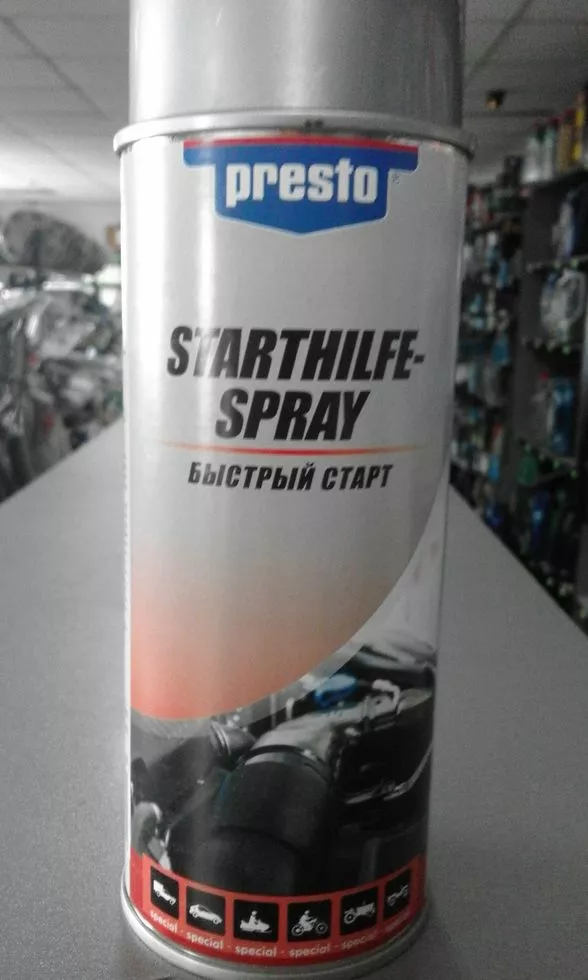 presto
STARTHILFE-
SPRAY
БЫСТРЫЙ СТАРТ
special · special · special · special · special · special